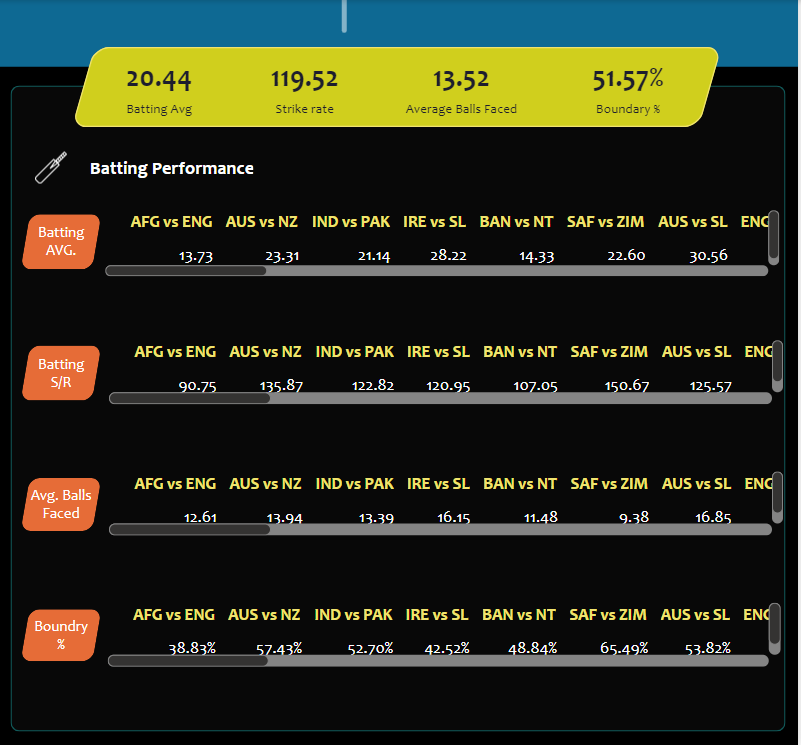 20.44 119.52 13.52 51.57%
Batting Avg Strike rate Average Balls Faced Boundary %
Batting Performance
Batting
AVG.
AFG vs ENG AUS vs NZ IND vs PAK IRE vs SL BAN vs NT SAF vs ZIM AUS vs SL ENG
13.73 23.31 21.14 28.22 14.33 22.60 30.56
Batting
S/R
AFG vs ENG AUS vs NZ IND vs PAK IRE vs SL BAN vs NT SAF vs ZIM AUS vs SL ENG
90.75 135.87 122.82 120.95 107.05 150.67 125.57
Avg. Balls
Faced
AFG vs ENG AUS vs NZ IND vs PAK IRE vs SL BAN vs NT SAF vs ZIM AUS vs SL ENG
12.61 13.94 13.39 16.15 11.48 9.38 16.85
Boundry
%
AFG vs ENG AUS vs NZ IND vs PAK IRE vs SL BAN vs NT SAF vs ZIM AUS vs SL ENG
38.83% 57.43% 52.70% 42.52% 48.84% 65.49% 53.82%